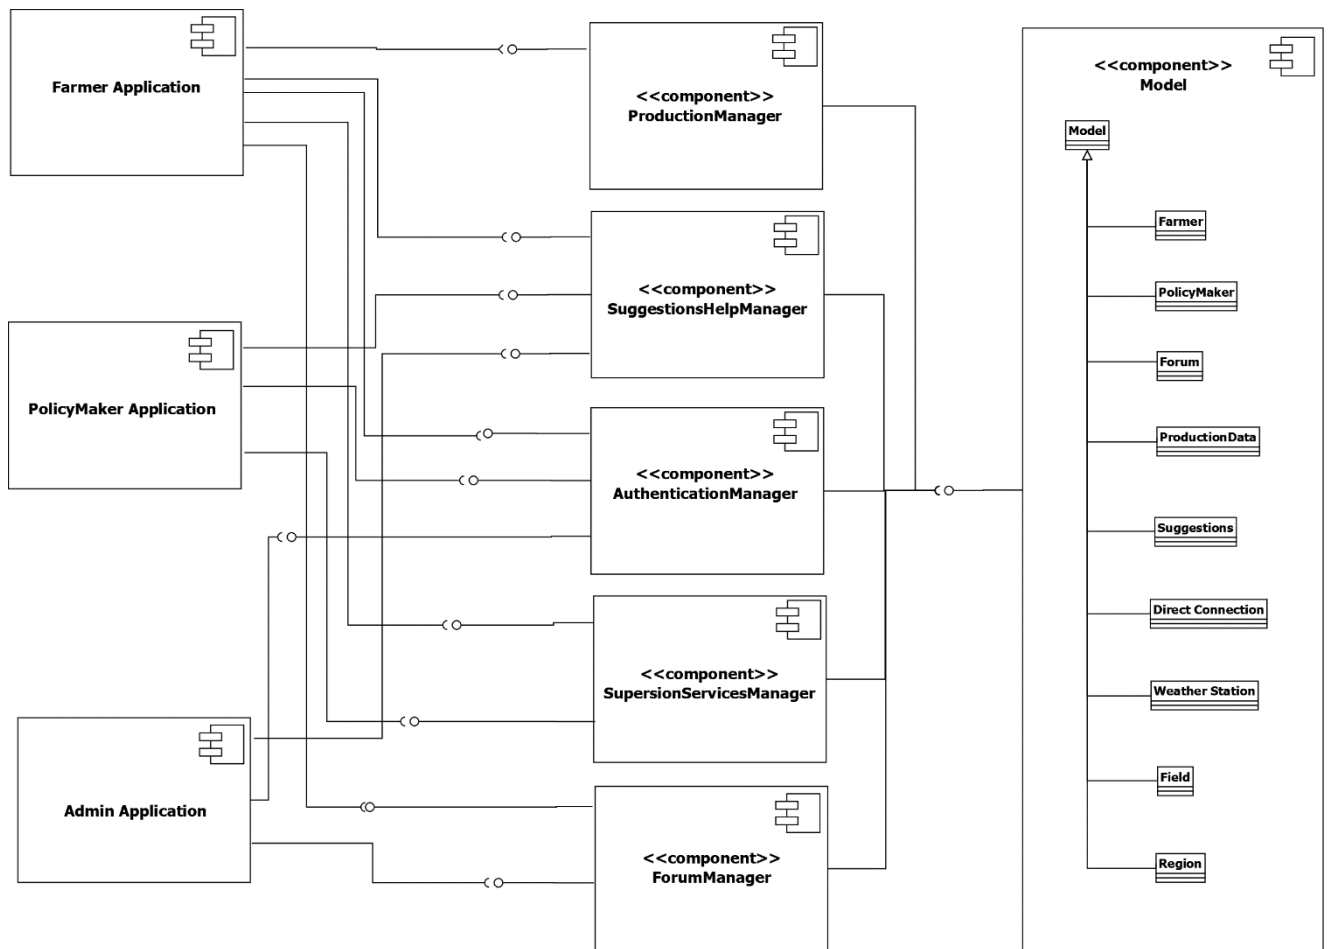 Farmer Application
PolicyMaker Application
Admin Application
<<component>>
ProductionManager
<<component>>
SuggestionsHelpManager
<<component>>
AuthenticationManager
<<component>>
SupersionServicesManager
<<component>>
ForumManager
<<component>>
Model
Model
Farmer
PolicyMaker
Forum
ProductionData
Suggestions
Direct Connection
Weather Station
Field
Region